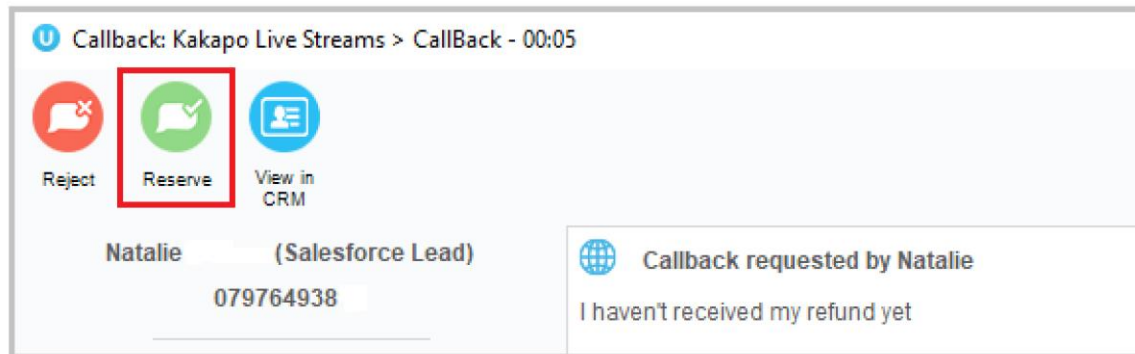 U Callback: Kakapo Live Streams > CallBack - 00:05
Reject
Reserve
View in
CRM
Natalie (Salesforce Lead)
079764938
Callback requested by Natalie
I haven't received my refund yet